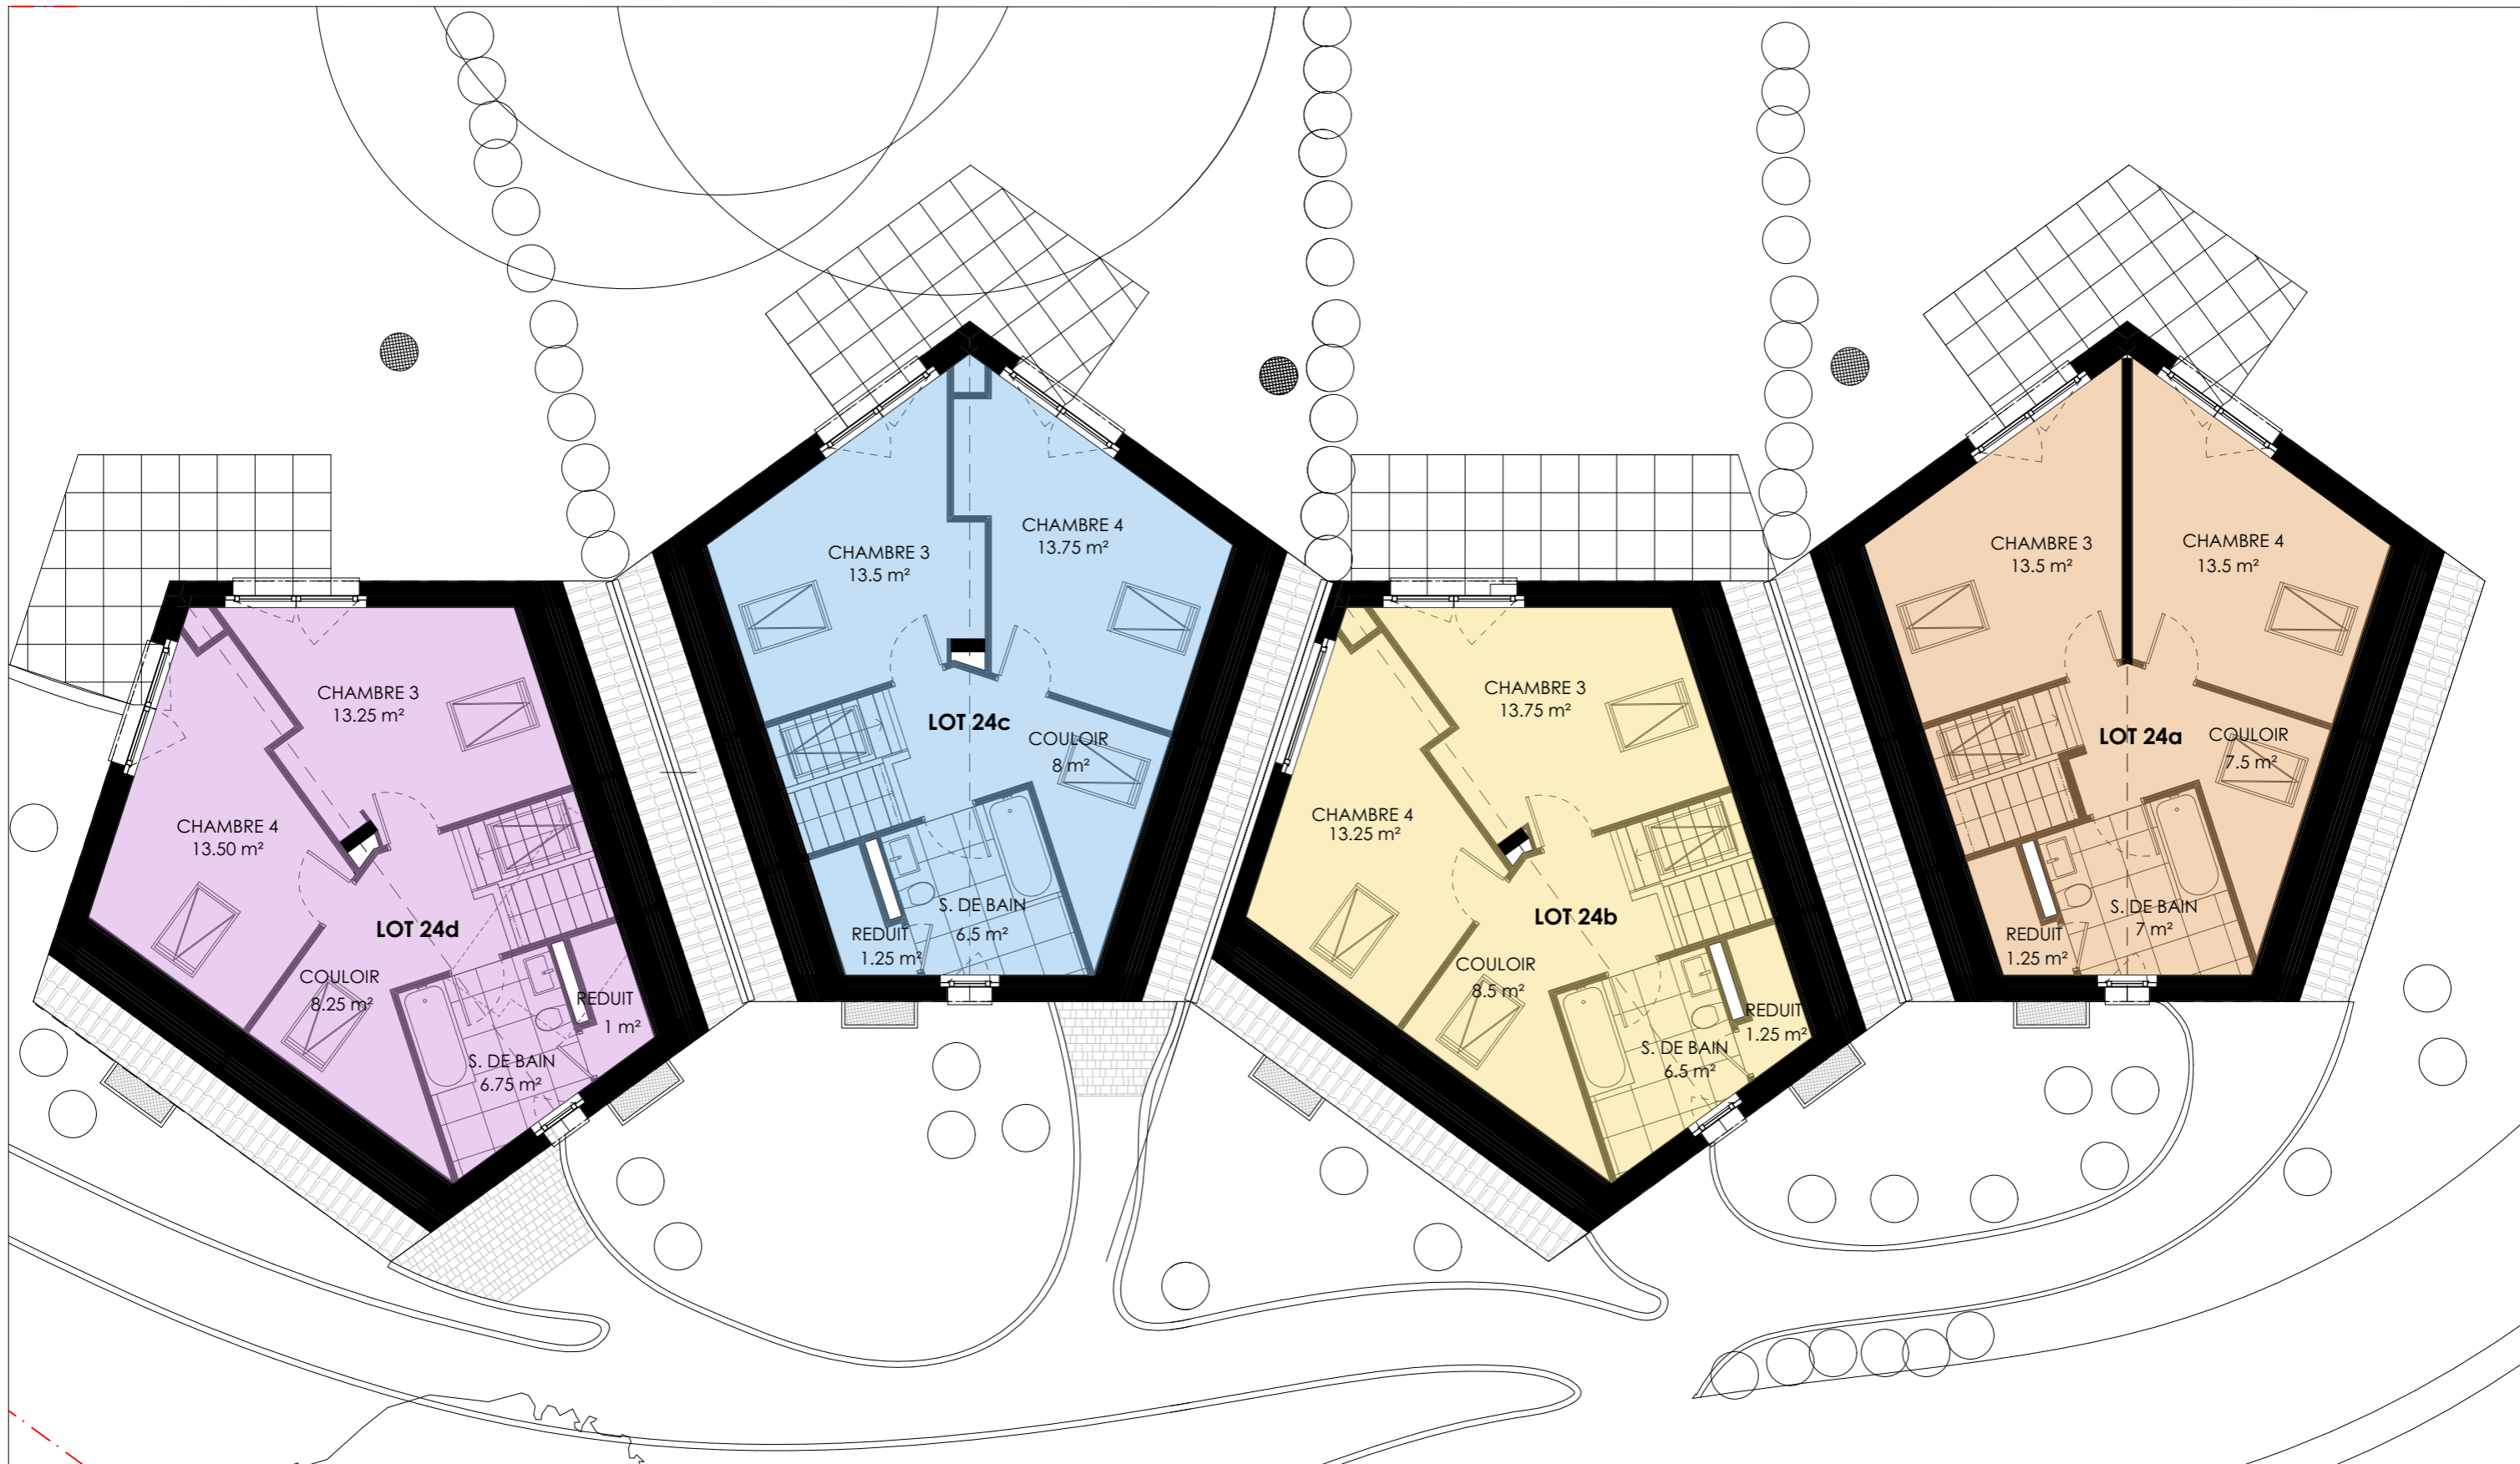 CHAMBRE 3
13.25 m²
CHAMBRE 4
13.50 m²
LOT 24d
COULOIR
8.25 m²
REDUIT
1 m²
S. DE BAIN
6.75 m²
CHAMBRE 4
13.75 m²
CHAMBRE 3
13.5 m²
LOT 24c
COULOIR
8 m²
S. DE BAIN
6.5 m²
REDUIT
1.25 m²
CHAMBRE 3
13.75 m²
CHAMBRE 4
13.25 m²
LOT 24b
COULOIR
8.5 m²
REDUIT
1.25 m²
S. DE BAIN
6.5 m²
CHAMBRE 3
13.5 m²
CHAMBRE 4
13.5 m²
LOT 24a
COULOIR
7.5 m²
S. DE BAIN
7 m²
REDUIT
1.25 m²